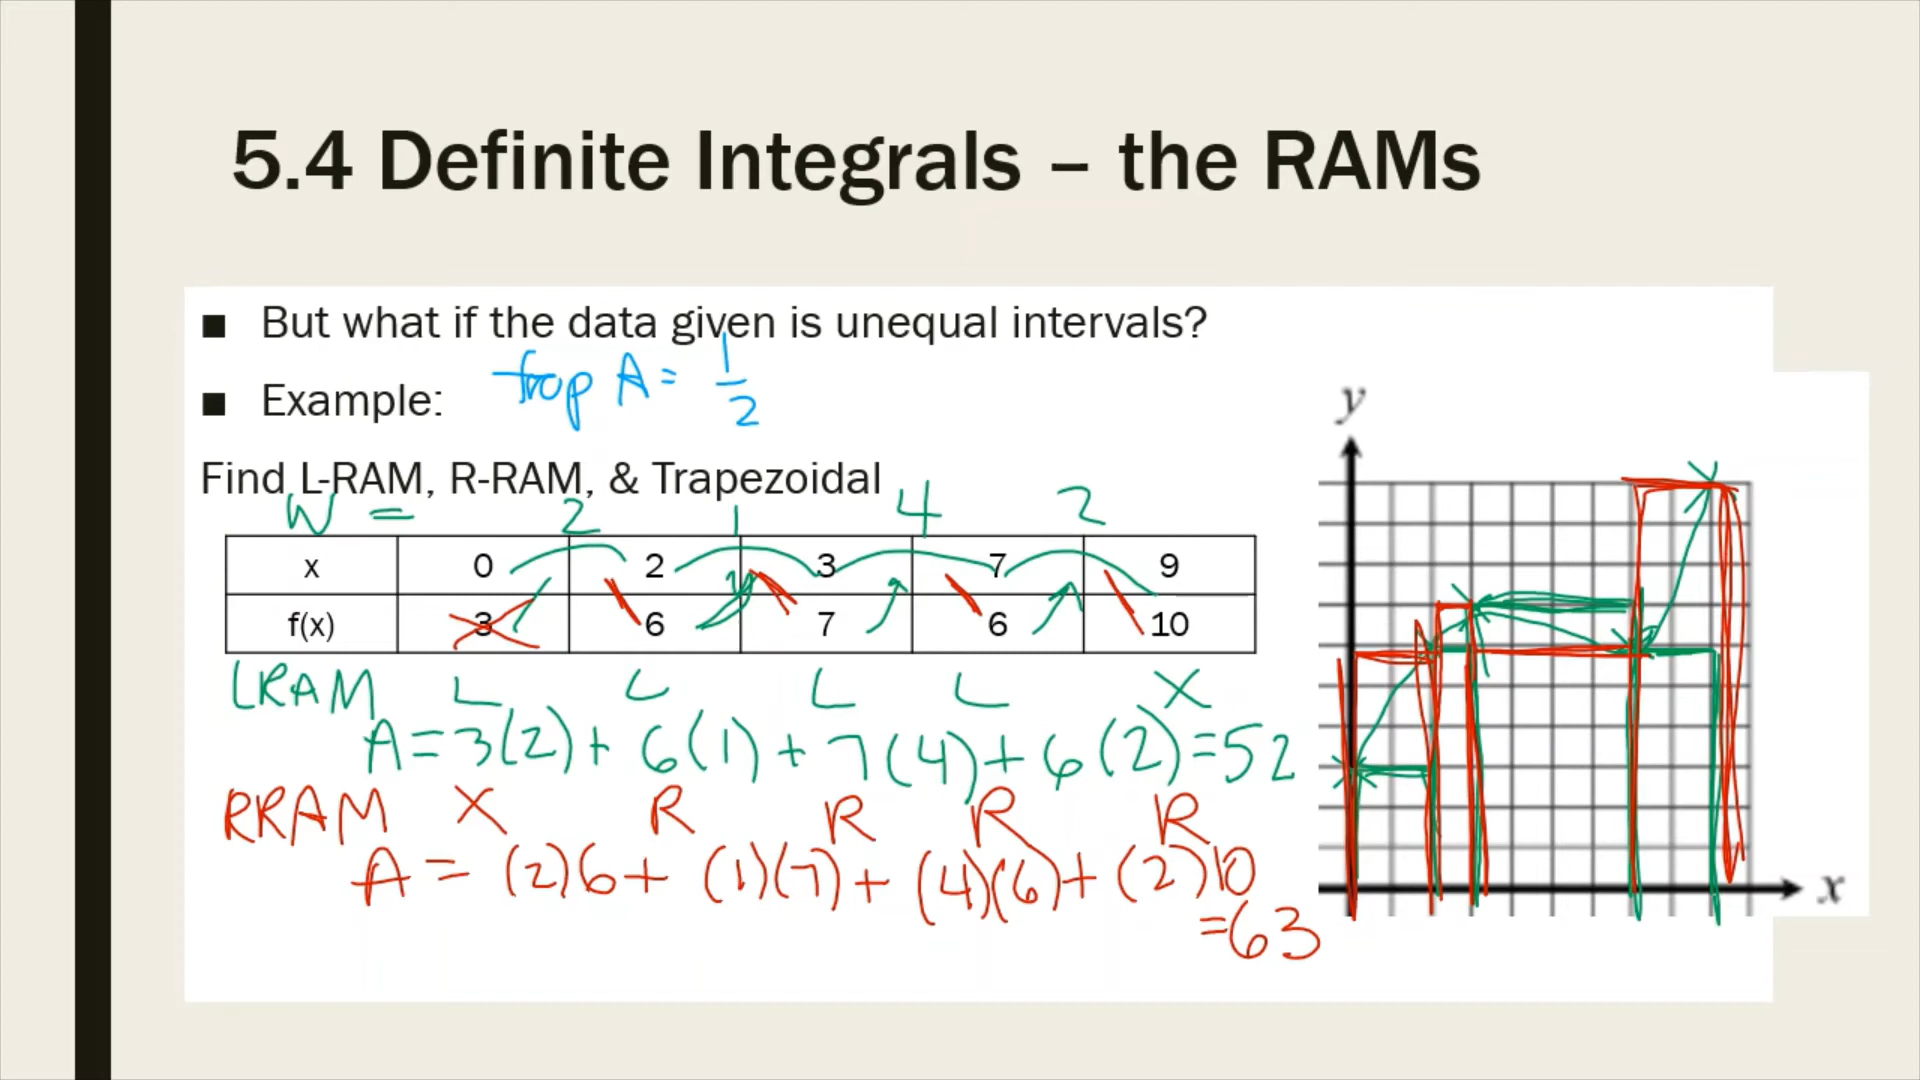 5.4 Definite Integrals – the RAMs
■ But what if the data given is unequal intervals?
■ Example: trap A = 1/2
Find L-RAM, R-RAM, & Trapezoidal
W = 2 1 4 2
x 0 2 3 7 9
f(x) 3 6 7 6 10
LRAM L L L L X
A = 3(2) + 6(1) + 7(4) + 6(2) = 52
RRAM X R R R R
A = (2)6 + (1)(7) + (4)(6) + (2)10
= 63
y
x